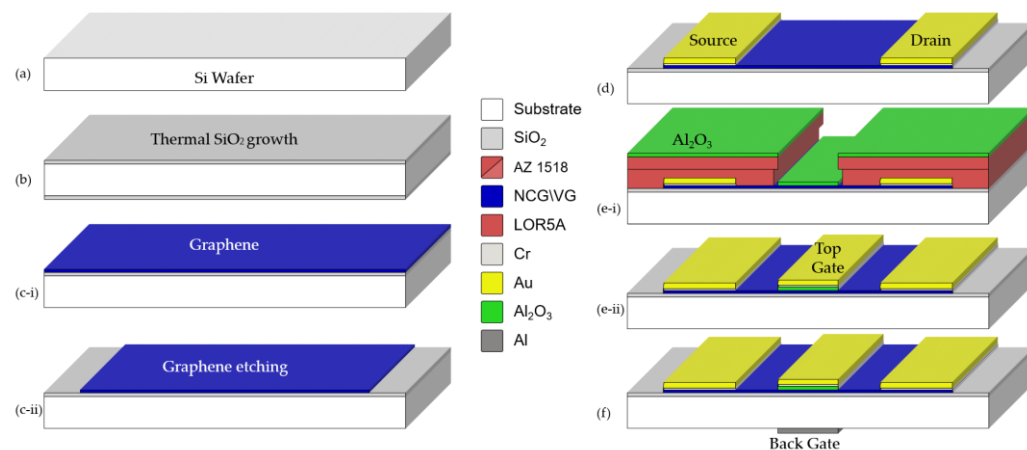 (a)
Si Wafer
Thermal SiO₂ growth
(b)
Graphene
(c-i)
Graphene etching
(c-ii)
Substrate
SiO₂
AZ 1518
NCG\VG
LOR5A
Cr
Au
Al₂O₃
Al
Source
Drain
(d)
Al₂O₃
(e-i)
Top
Gate
(e-ii)
(f)
Back Gate